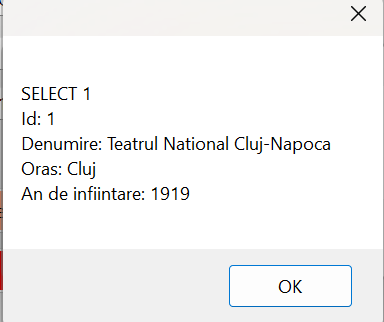 SELECT 1
Id: 1
Denumire: Teatrul National Cluj-Napoca
Oras: Cluj
An de infiintare: 1919
OK